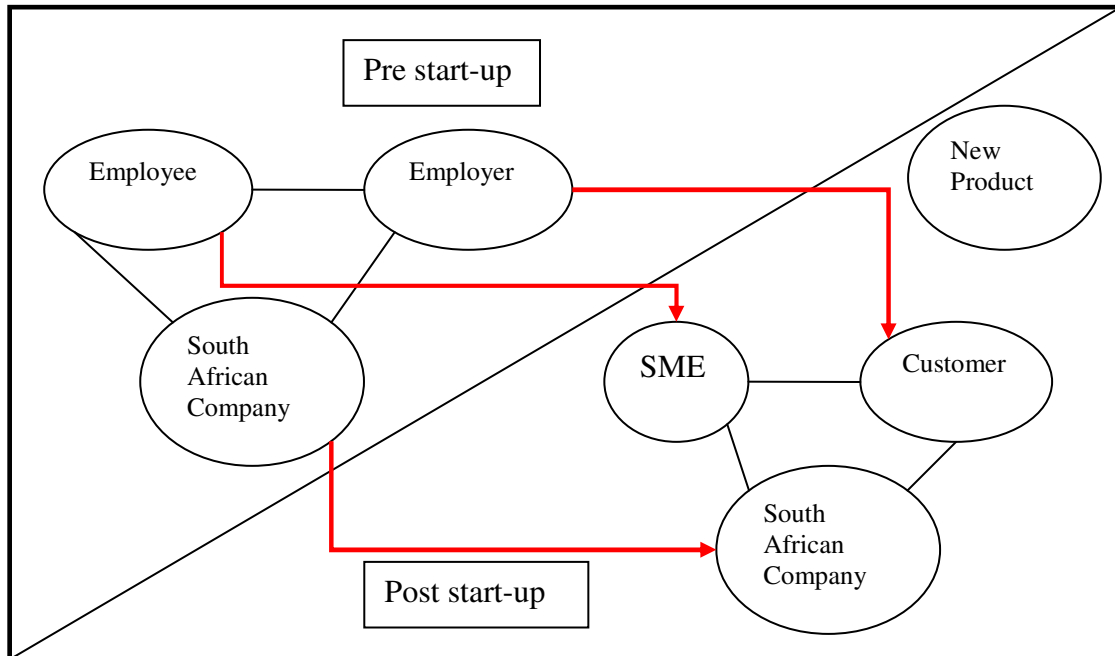 Pre start-up
Employee
Employer
New
Product
South
African
Company
SME
Customer
South
African
Company
Post start-up